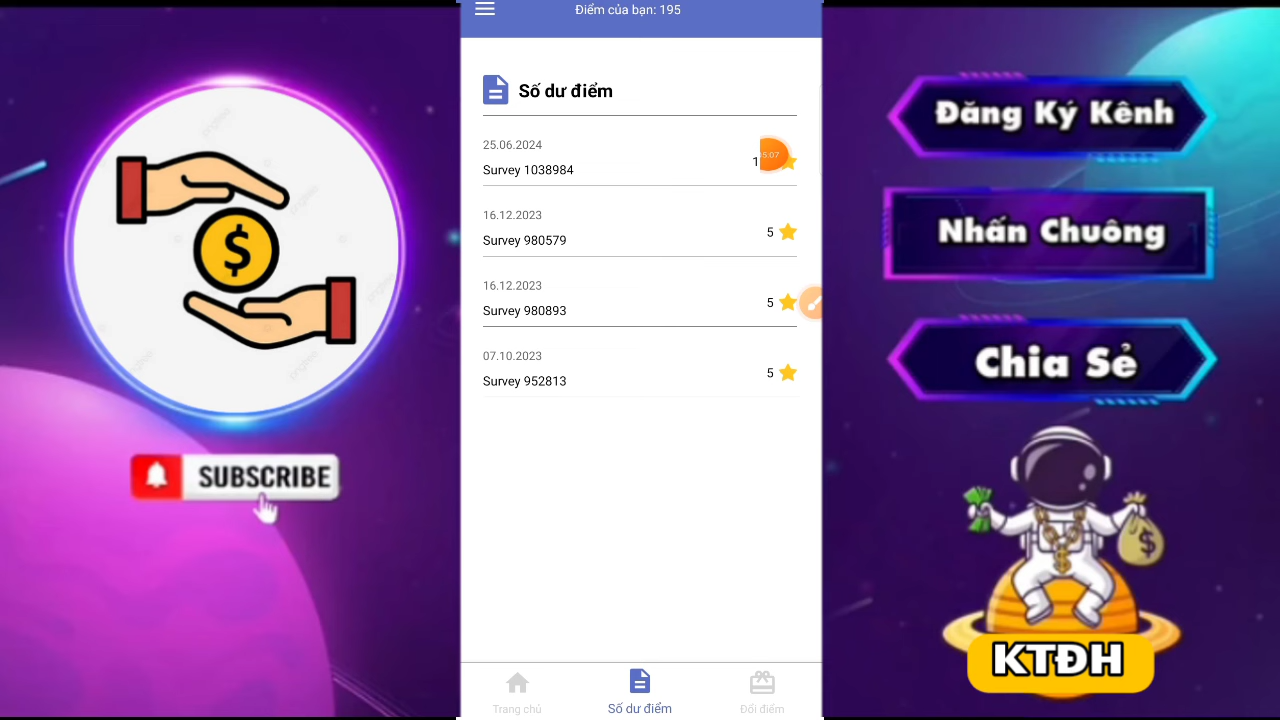 Điểm của bạn: 195
Số dư điểm
25.06.2024
Survey 1038984
15:07
16.12.2023
Survey 980579
5
16.12.2023
Survey 980893
5
07.10.2023
Survey 952813
5
Trang chủ
Số dư điểm
Đổi điểm
SUBSCRIBE
Đăng Ký Kênh
Nhấn Chuông
Chia Sẻ
KTĐH